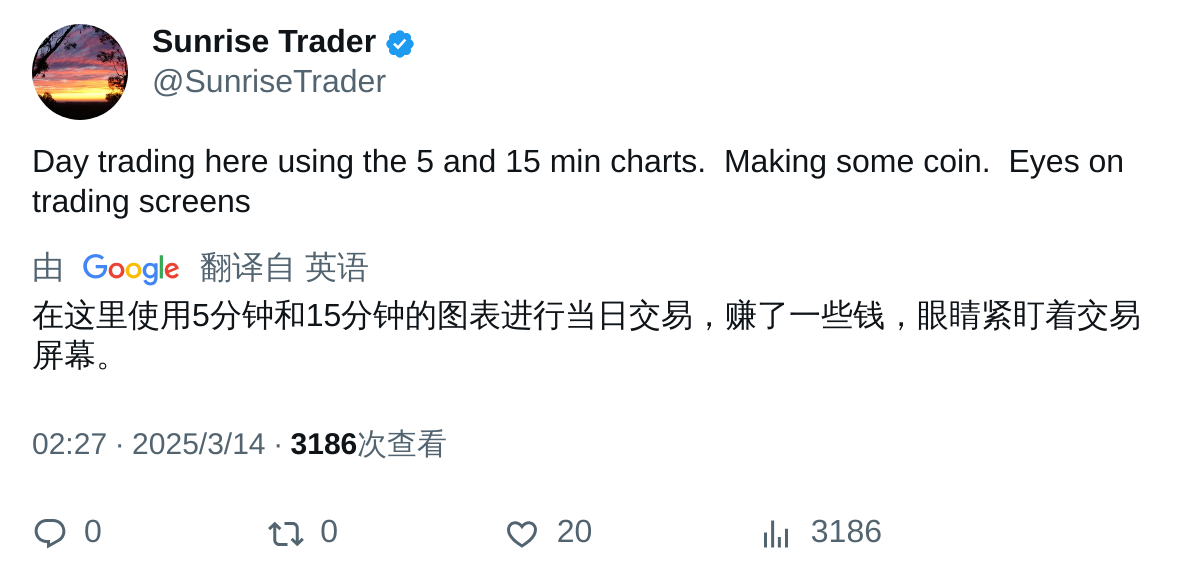 Sunrise Trader
@SunriseTrader
Day trading here using the 5 and 15 min charts.  Making some coin.  Eyes on
trading screens
由 Google 翻译自 英语
在这里使用5分钟和15分钟的图表进行当日交易，赚了一些钱，眼睛紧盯着交易
屏幕。
02:27 · 2025/3/14 · 3186次查看
0 0 20 3186